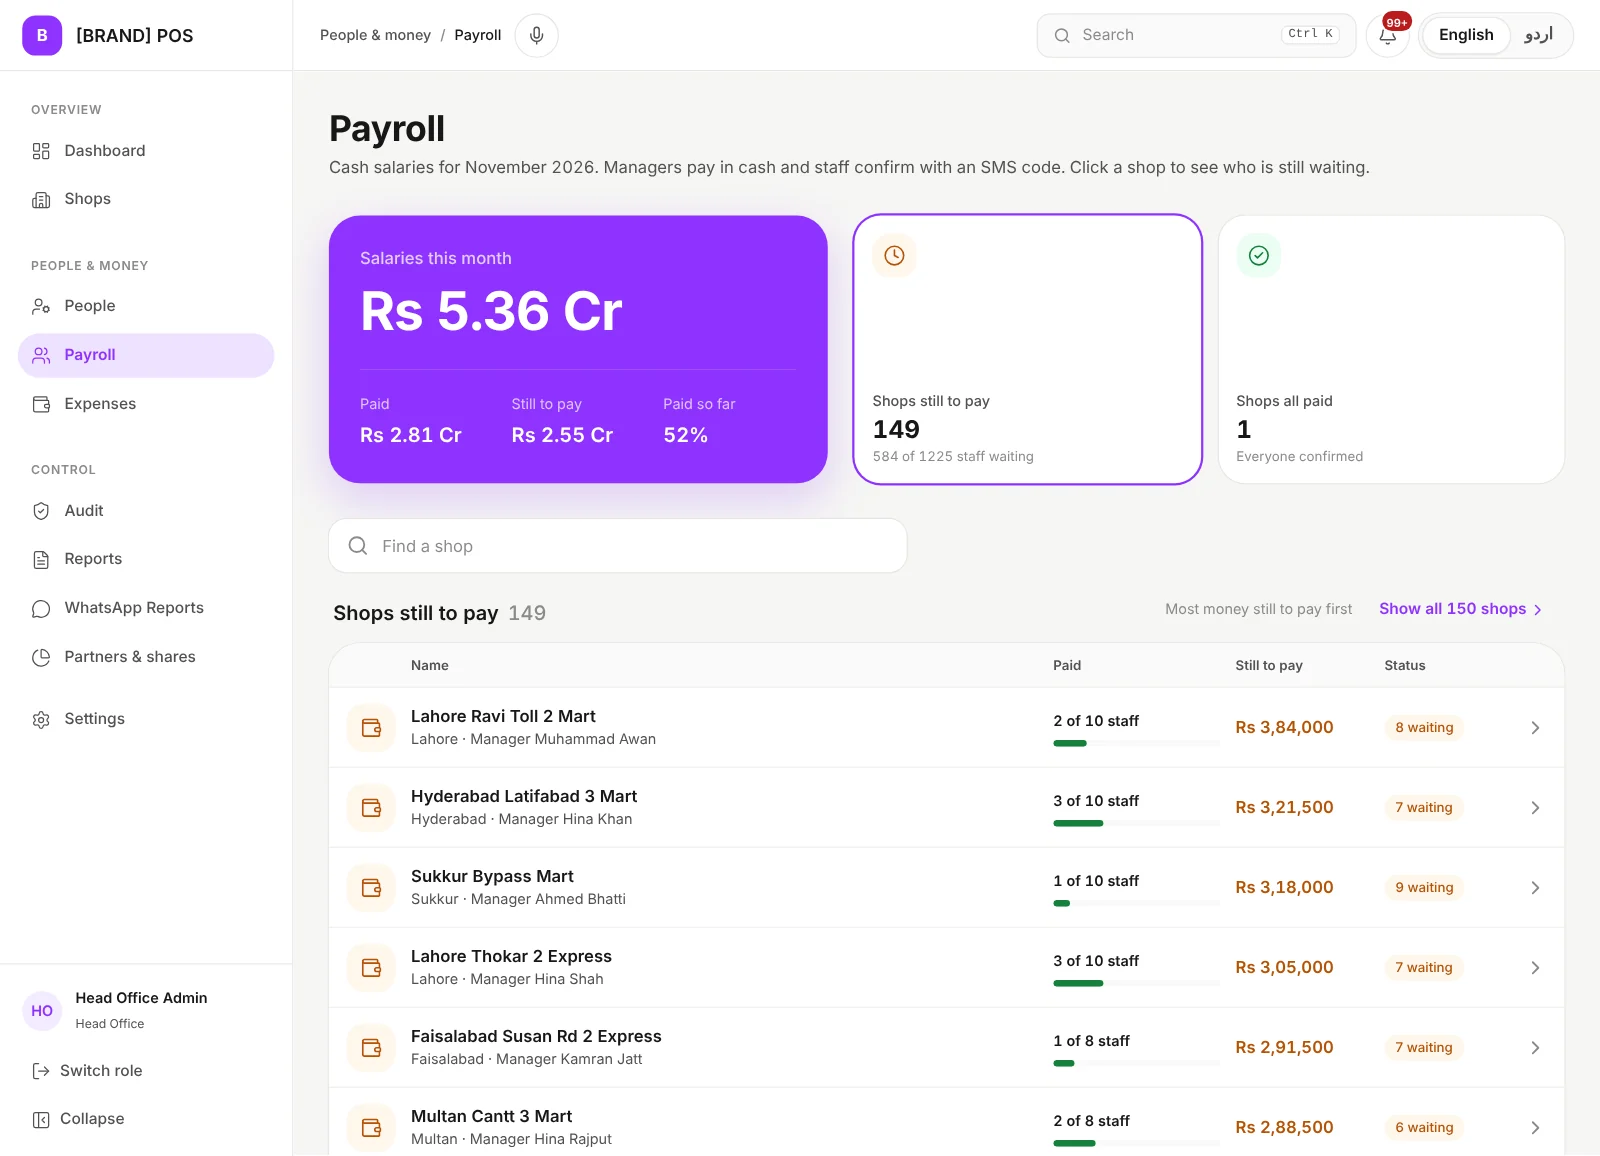 B [BRAND] POS
People & money / Payroll
Search Ctrl K
99+
English اردو
OVERVIEW
Dashboard
Shops
PEOPLE & MONEY
People
Payroll
Expenses
CONTROL
Audit
Reports
WhatsApp Reports
Partners & shares
Settings
HO Head Office Admin
Head Office
Switch role
Collapse
Payroll
Cash salaries for November 2026. Managers pay in cash and staff confirm with an SMS code. Click a shop to see who is still waiting.
Salaries this month
Rs 5.36 Cr
Paid Still to pay Paid so far
Rs 2.81 Cr Rs 2.55 Cr 52%
Shops still to pay
149
584 of 1225 staff waiting
Shops all paid
1
Everyone confirmed
Find a shop
Shops still to pay 149
Most money still to pay first Show all 150 shops
Name Paid Still to pay Status
Lahore Ravi Toll 2 Mart
Lahore · Manager Muhammad Awan
2 of 10 staff Rs 3,84,000 8 waiting
Hyderabad Latifabad 3 Mart
Hyderabad · Manager Hina Khan
3 of 10 staff Rs 3,21,500 7 waiting
Sukkur Bypass Mart
Sukkur · Manager Ahmed Bhatti
1 of 10 staff Rs 3,18,000 9 waiting
Lahore Thokar 2 Express
Lahore · Manager Hina Shah
3 of 10 staff Rs 3,05,000 7 waiting
Faisalabad Susan Rd 2 Express
Faisalabad · Manager Kamran Jatt
1 of 8 staff Rs 2,91,500 7 waiting
Multan Cantt 3 Mart
Multan · Manager Hina Rajput
2 of 8 staff Rs 2,88,500 6 waiting